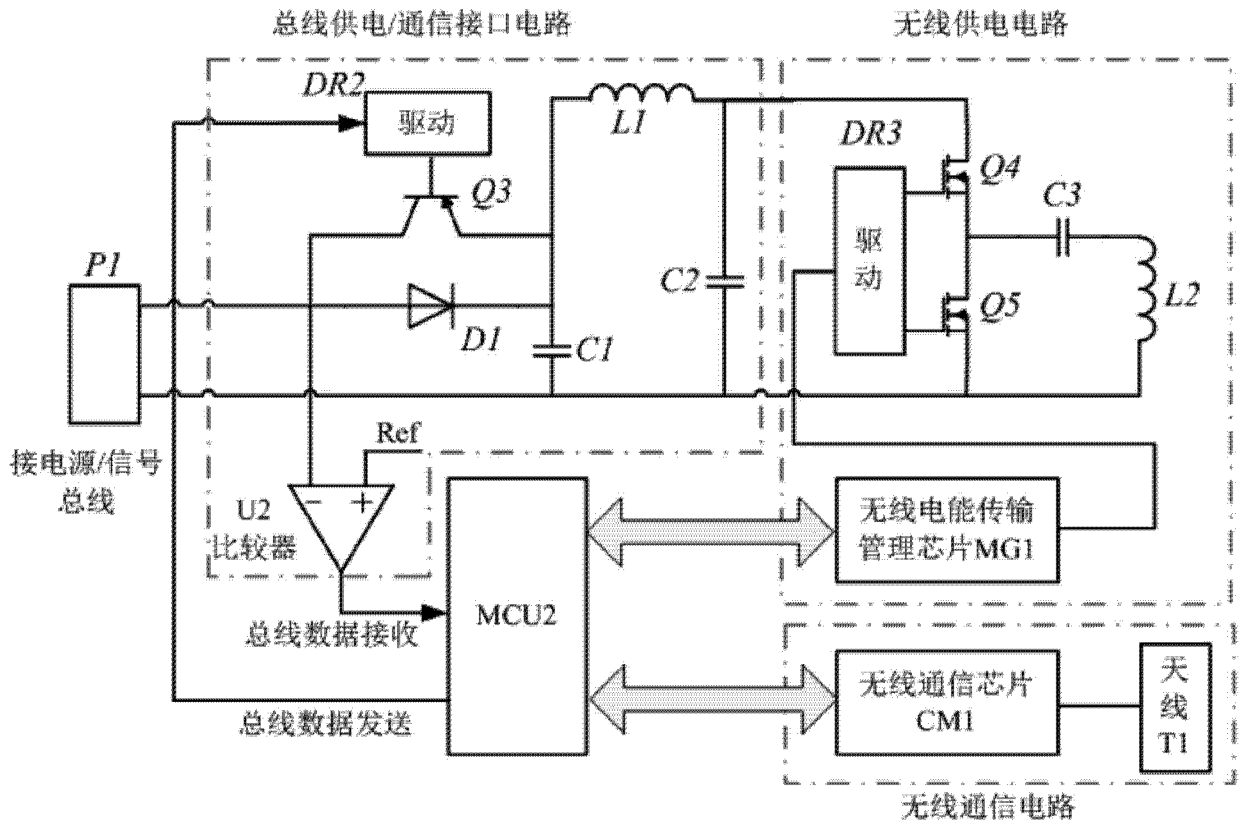 总线供电/通信接口电路
无线供电电路
DR2
驱动
L1
DR3
Q4
Q3
C3
P1
驱
动
C2
L2
Q5
D1
C1
Ref
接电源/信号
总线
U2
比较器
− +
无线电能传输
管理芯片MG1
MCU2
总线数据接收
总线数据发送
无线通信芯片
CM1
天
线
T1
无线通信电路